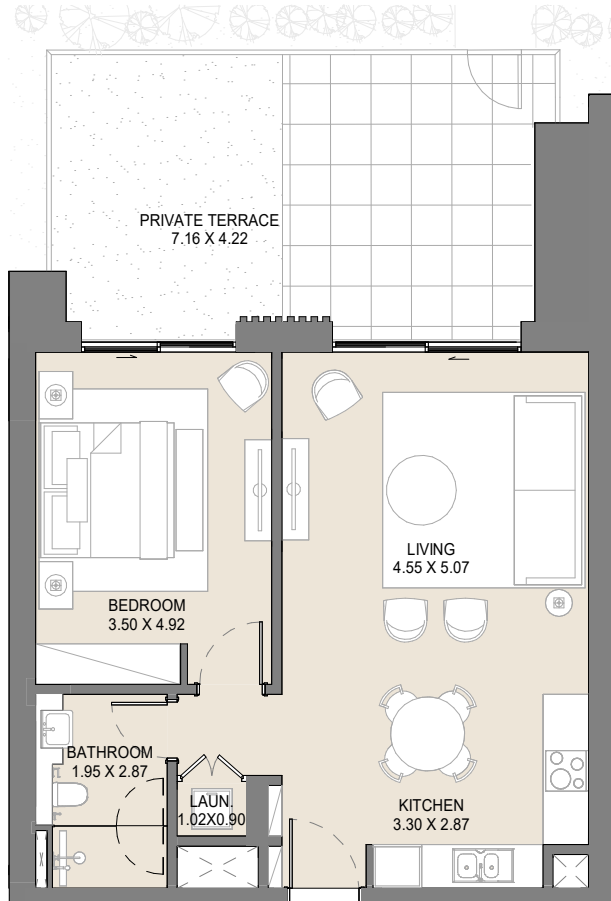 PRIVATE TERRACE
7.16 X 4.22
LIVING
4.55 X 5.07
BEDROOM
3.50 X 4.92
BATHROOM
1.95 X 2.87
LAUN.
1.02X0.90
KITCHEN
3.30 X 2.87